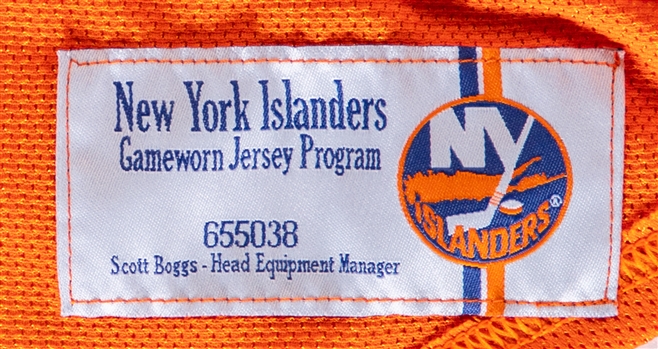 New York Islanders
Gameworn Jersey Program
655038
Scott Boggs - Head Equipment Manager
NY
ISLANDERS®